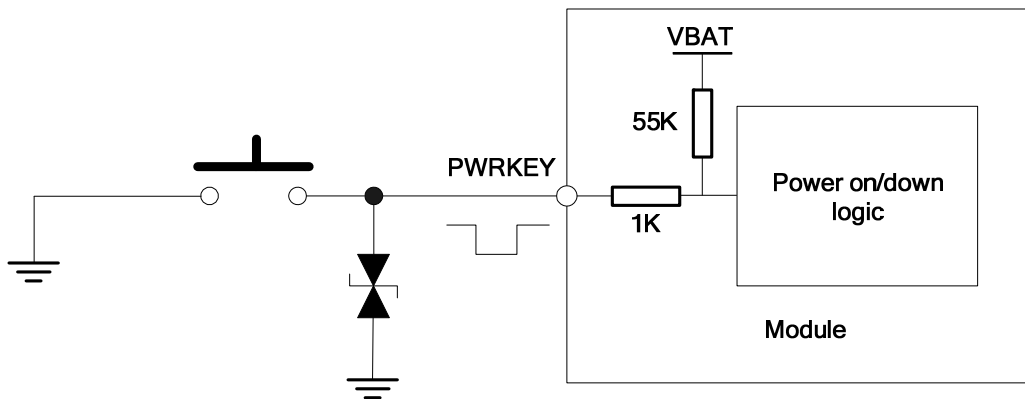 VBAT
55K
PWRKEY
1K
Power on/down
logic
Module